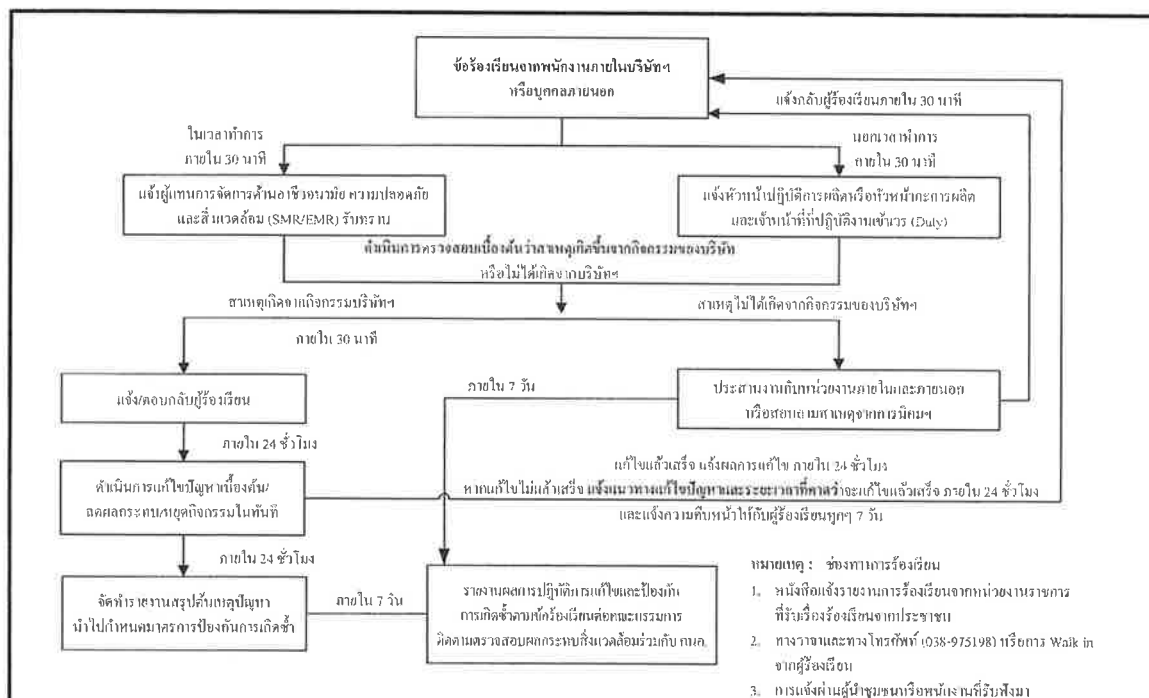 ข้อร้องเรียนจากพนักงานภายในบริษัทฯ
หรือบุคคลภายนอก
แจ้งกลับผู้ร้องเรียนภายใน 30 นาที
ในเวลาทำการ
ภายใน 30 นาที
นอกเวลาทำการ
ภายใน 30 นาที
แจ้งผู้แทนการจัดการด้านอาชีวอนามัย ความปลอดภัย
และสิ่งแวดล้อม (SMR/EMR) รับทราบ
แจ้งหัวหน้าปฏิบัติการผลิตหรือหัวหน้ากะการผลิต
และเจ้าหน้าที่ที่ปฏิบัติงานเข้าเวร (Duty)
ดำเนินการตรวจสอบเบื้องต้นว่าสาเหตุเกิดขึ้นจากกิจกรรมของบริษัท
หรือไม่ได้เกิดจากบริษัทฯ
สาเหตุเกิดจากกิจกรรมบริษัทฯ
สาเหตุไม่ได้เกิดจากกิจกรรมของบริษัทฯ
ภายใน 30 นาที
แจ้ง/ตอบกลับผู้ร้องเรียน
ภายใน 7 วัน
ประสานงานกับหน่วยงานภายในและภายนอก
หรือสอบถามสาเหตุจากการนิคมฯ
ภายใน 24 ชั่วโมง
แก้ไขแล้วเสร็จ แจ้งผลการแก้ไข ภายใน 24 ชั่วโมง
ดำเนินการแก้ไขปัญหาเบื้องต้น/
ลดผลกระทบ/หยุดกิจกรรมในทันที
หากแก้ไขไม่แล้วเสร็จ แจ้งแนวทางแก้ไขปัญหาและระยะเวลาที่คาดว่าจะแก้ไขแล้วเสร็จ ภายใน 24 ชั่วโมง
และแจ้งความคืบหน้าให้กับผู้ร้องเรียนทุกๆ 7 วัน
ภายใน 24 ชั่วโมง
จัดทำรายงานสรุปต้นเหตุปัญหา
นำไปกำหนดมาตรการป้องกันการเกิดซ้ำ
ภายใน 7 วัน
รายงานผลการปฏิบัติการแก้ไขและป้องกัน
การเกิดซ้ำตามข้อร้องเรียนต่อคณะกรรมการ
ติดตามตรวจสอบผลกระทบสิ่งแวดล้อมร่วมกับ กนอ.
หมายเหตุ : ช่องทางการร้องเรียน
1. หนังสือแจ้งรายงานการร้องเรียนจากหน่วยงานราชการ
ที่รับเรื่องร้องเรียนจากประชาชน
2. ทางวาจาและทางโทรศัพท์ (038-975198) หรือการ Walk in
จากผู้ร้องเรียน
3. การแจ้งผ่านผู้นำชุมชนหรือพนักงานที่รับฟังมา